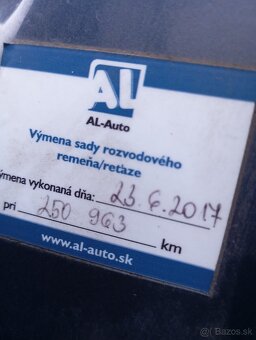 AL
AL-Auto
Výmena sady rozvodového
remeňa/reťaze
ýmena vykonaná dňa: 23.6.2017
pri 250 963 km
www.al-auto.sk
Bazos.sk